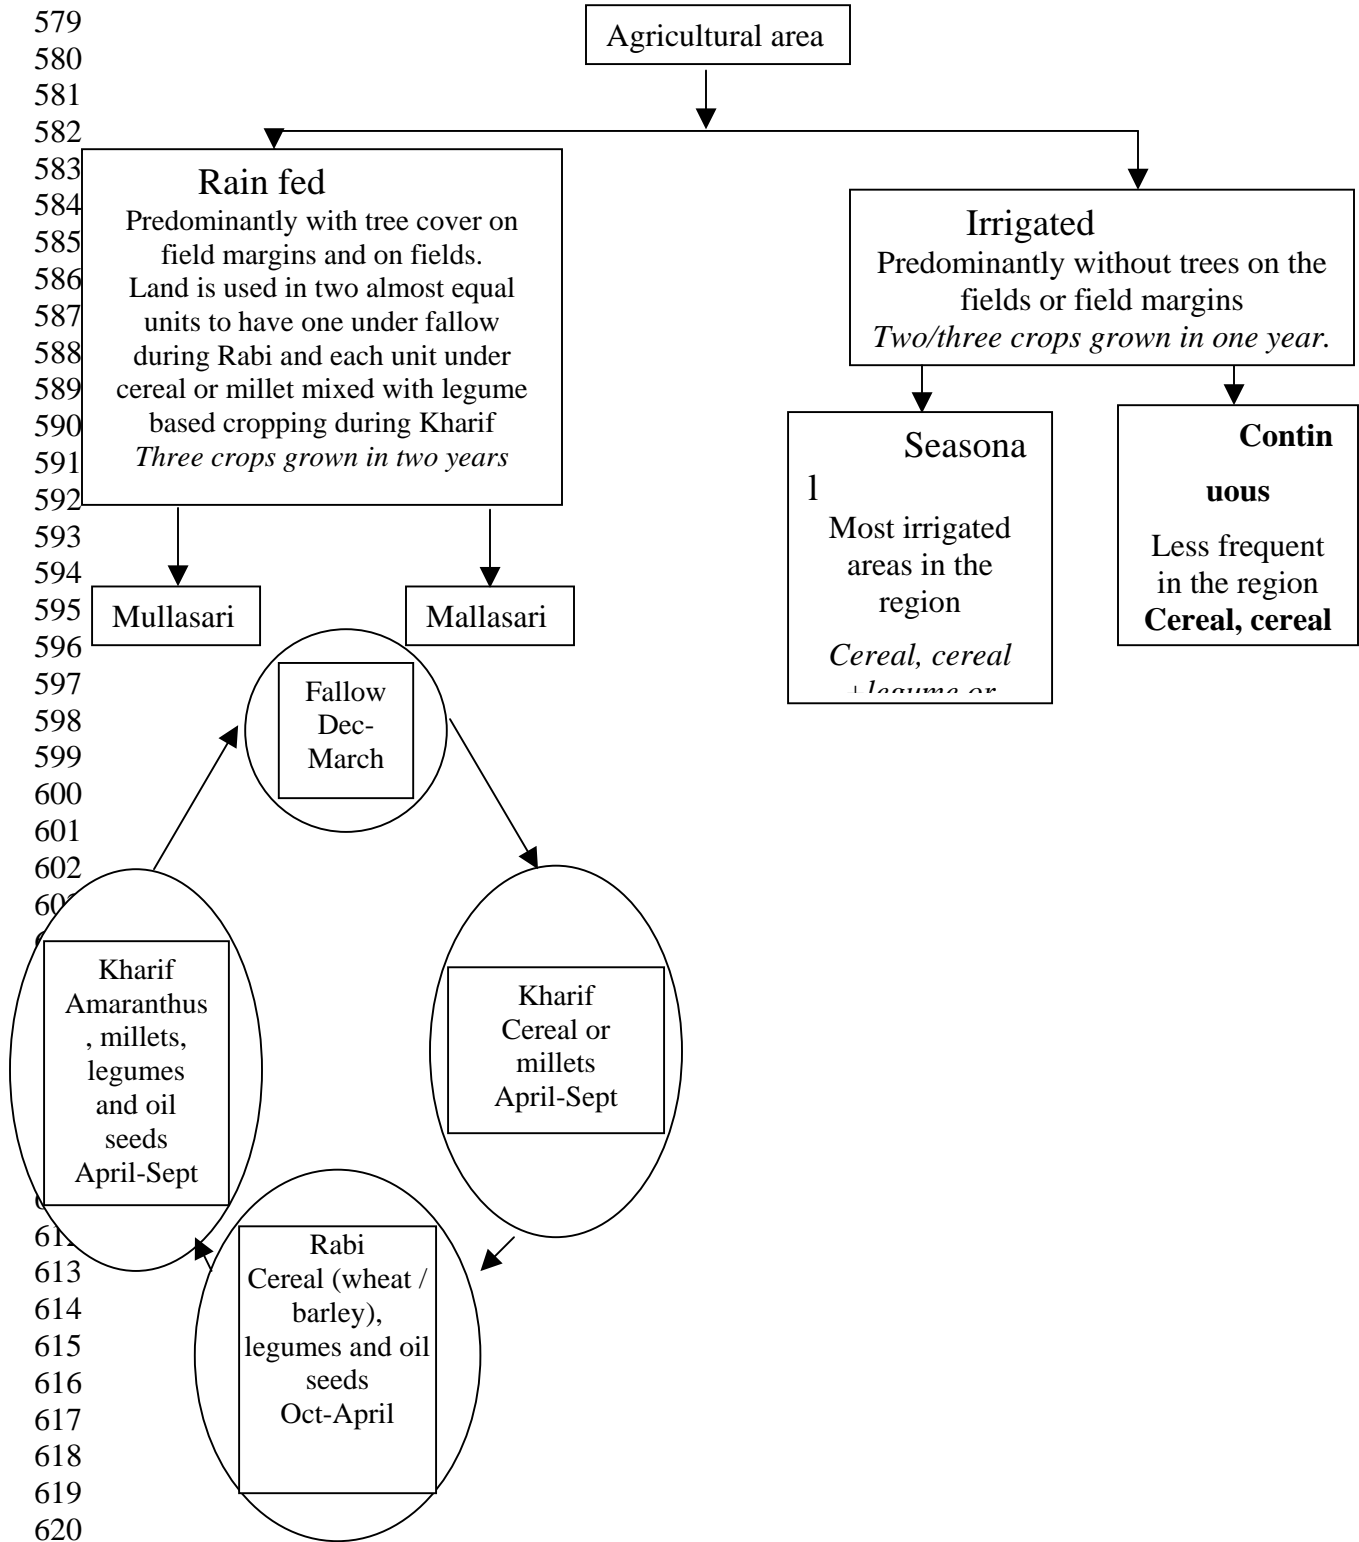 579
580
581
582
583
584
585
586
587
588
589
590
591
592
593
594
595
596
597
598
599
600
601
602
612
613
614
615
616
617
618
619
620
Agricultural area
Rain fed
Predominantly with tree cover on
field margins and on fields.
Land is used in two almost equal
units to have one under fallow
during Rabi and each unit under
cereal or millet mixed with legume
based cropping during Kharif
Three crops grown in two years
Irrigated
Predominantly without trees on the
fields or field margins
Two/three crops grown in one year.
Seasona
l
Most irrigated
areas in the
region
Cereal, cereal
+legume or
Contin
uous
Less frequent
in the region
Cereal, cereal
Mullasari
Mallasari
Fallow
Dec-
March
Kharif
Cereal or
millets
April-Sept
Rabi
Cereal (wheat /
barley),
legumes and oil
seeds
Oct-April
Kharif
Amaranthus
, millets,
legumes
and oil
seeds
April-Sept